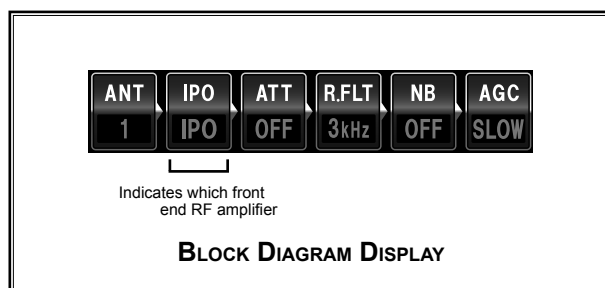 ANT IPO ATT R.FLT NB AGC
1 IPO OFF 3kHz OFF SLOW
Indicates which front
end RF amplifier
BLOCK DIAGRAM DISPLAY